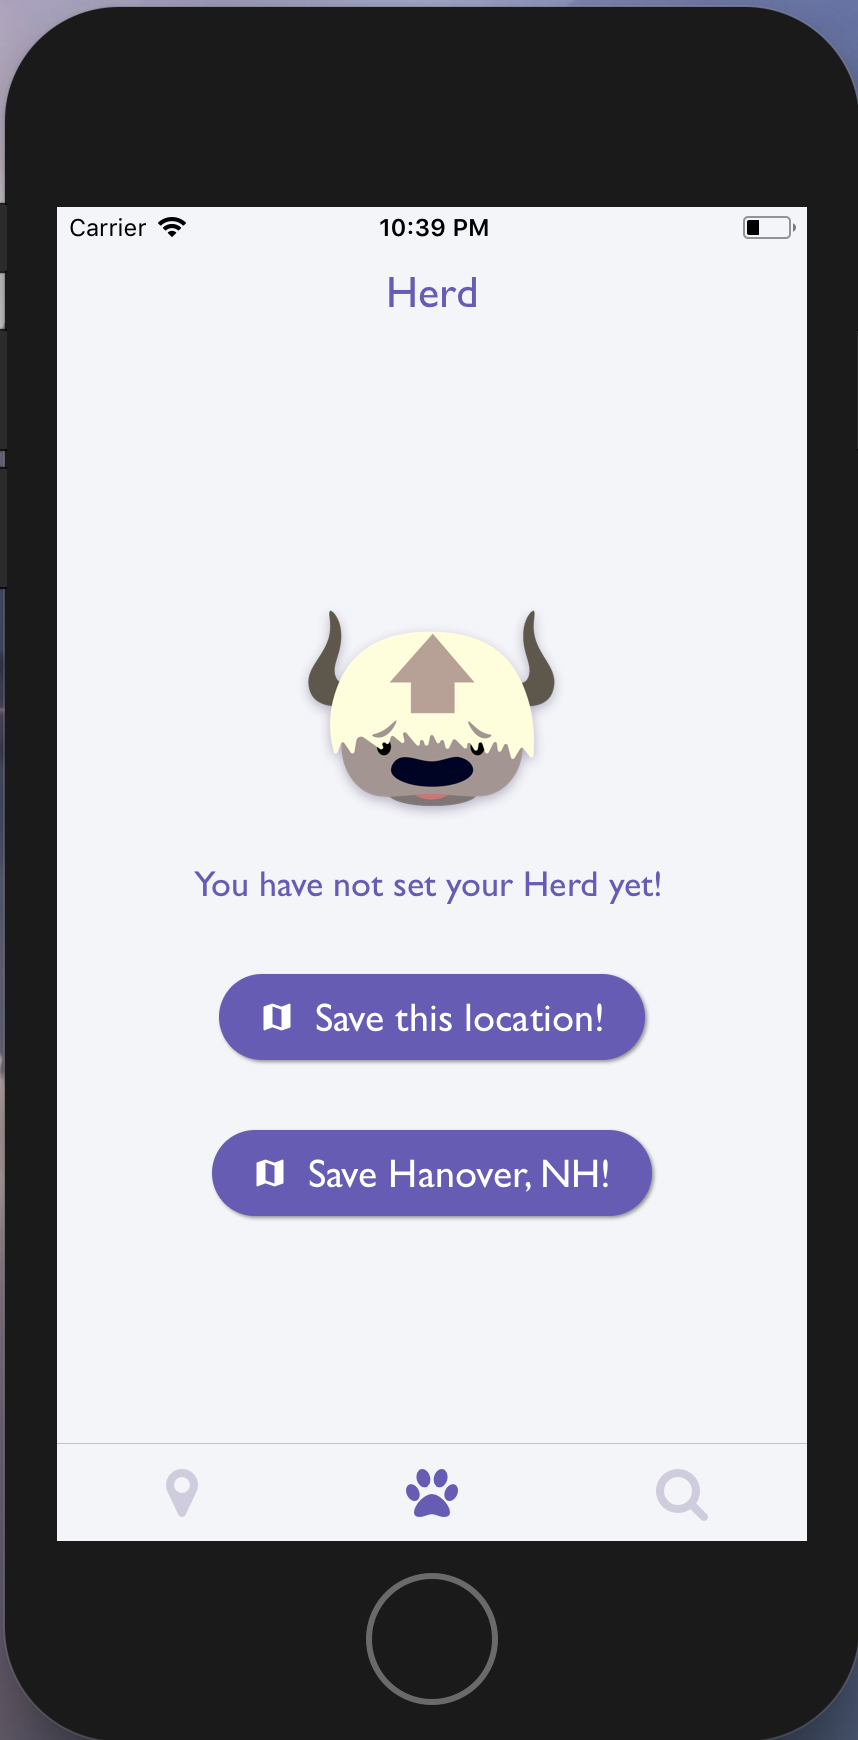 Carrier 10:39 PM
Herd
You have not set your Herd yet!
Save this location!
Save Hanover, NH!